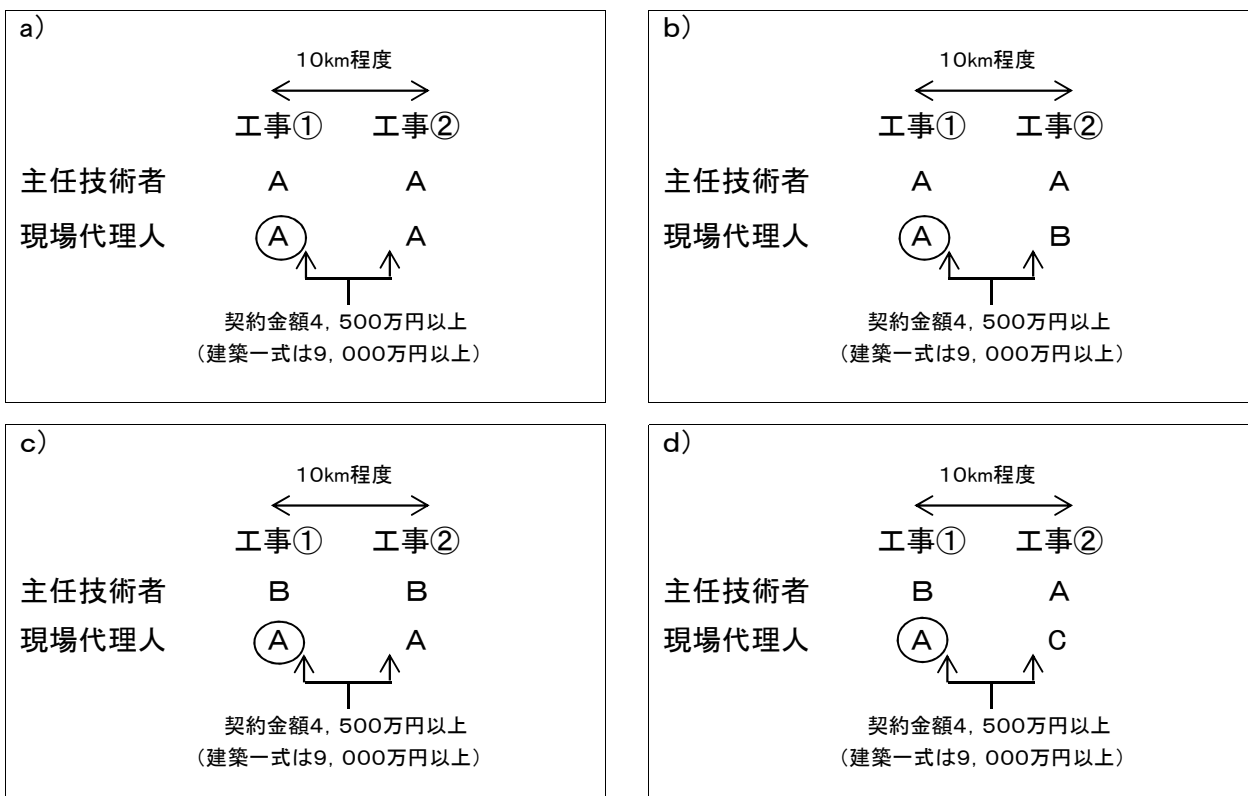 a)
10km程度
工事① 工事②
主任技術者 A A
現場代理人 A A
契約金額4,500万円以上
(建築一式は9,000万円以上)
b)
10km程度
工事① 工事②
主任技術者 A A
現場代理人 A B
契約金額4,500万円以上
(建築一式は9,000万円以上)
c)
10km程度
工事① 工事②
主任技術者 B B
現場代理人 A A
契約金額4,500万円以上
(建築一式は9,000万円以上)
d)
10km程度
工事① 工事②
主任技術者 B A
現場代理人 A C
契約金額4,500万円以上
(建築一式は9,000万円以上)